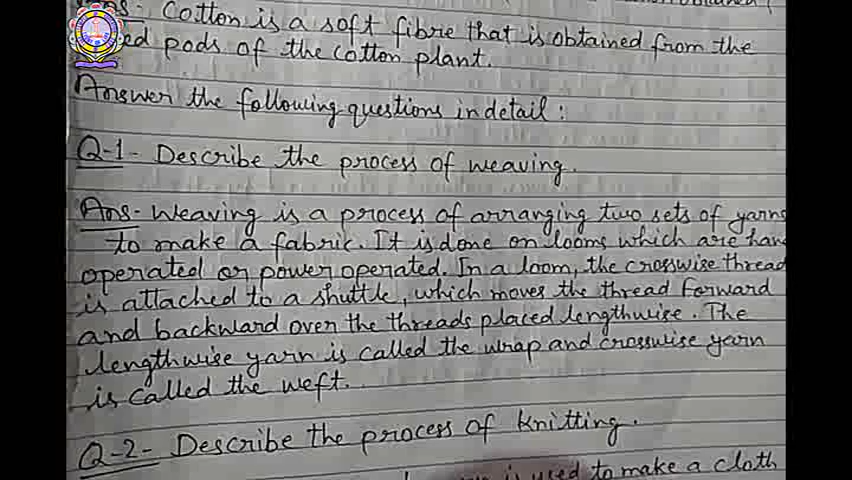 Ans- Cotton is a soft fibre that is obtained from the
pods of the cotton plant.
Answer the following questions in detail :
Q-1- Describe the process of weaving.
Ans- Weaving is a process of arranging two sets of yarns
to make a fabric. It is done on looms which are han
operated or power operated. In a loom, the crosswise thread
is attached to a shuttle, which moves the thread forward
and backward over the threads placed lengthwise. The
lengthwise yarn is called the wrap and crosswise yarn
is called the weft.
Q-2- Describe the process of knitting.
is used to make a cloth